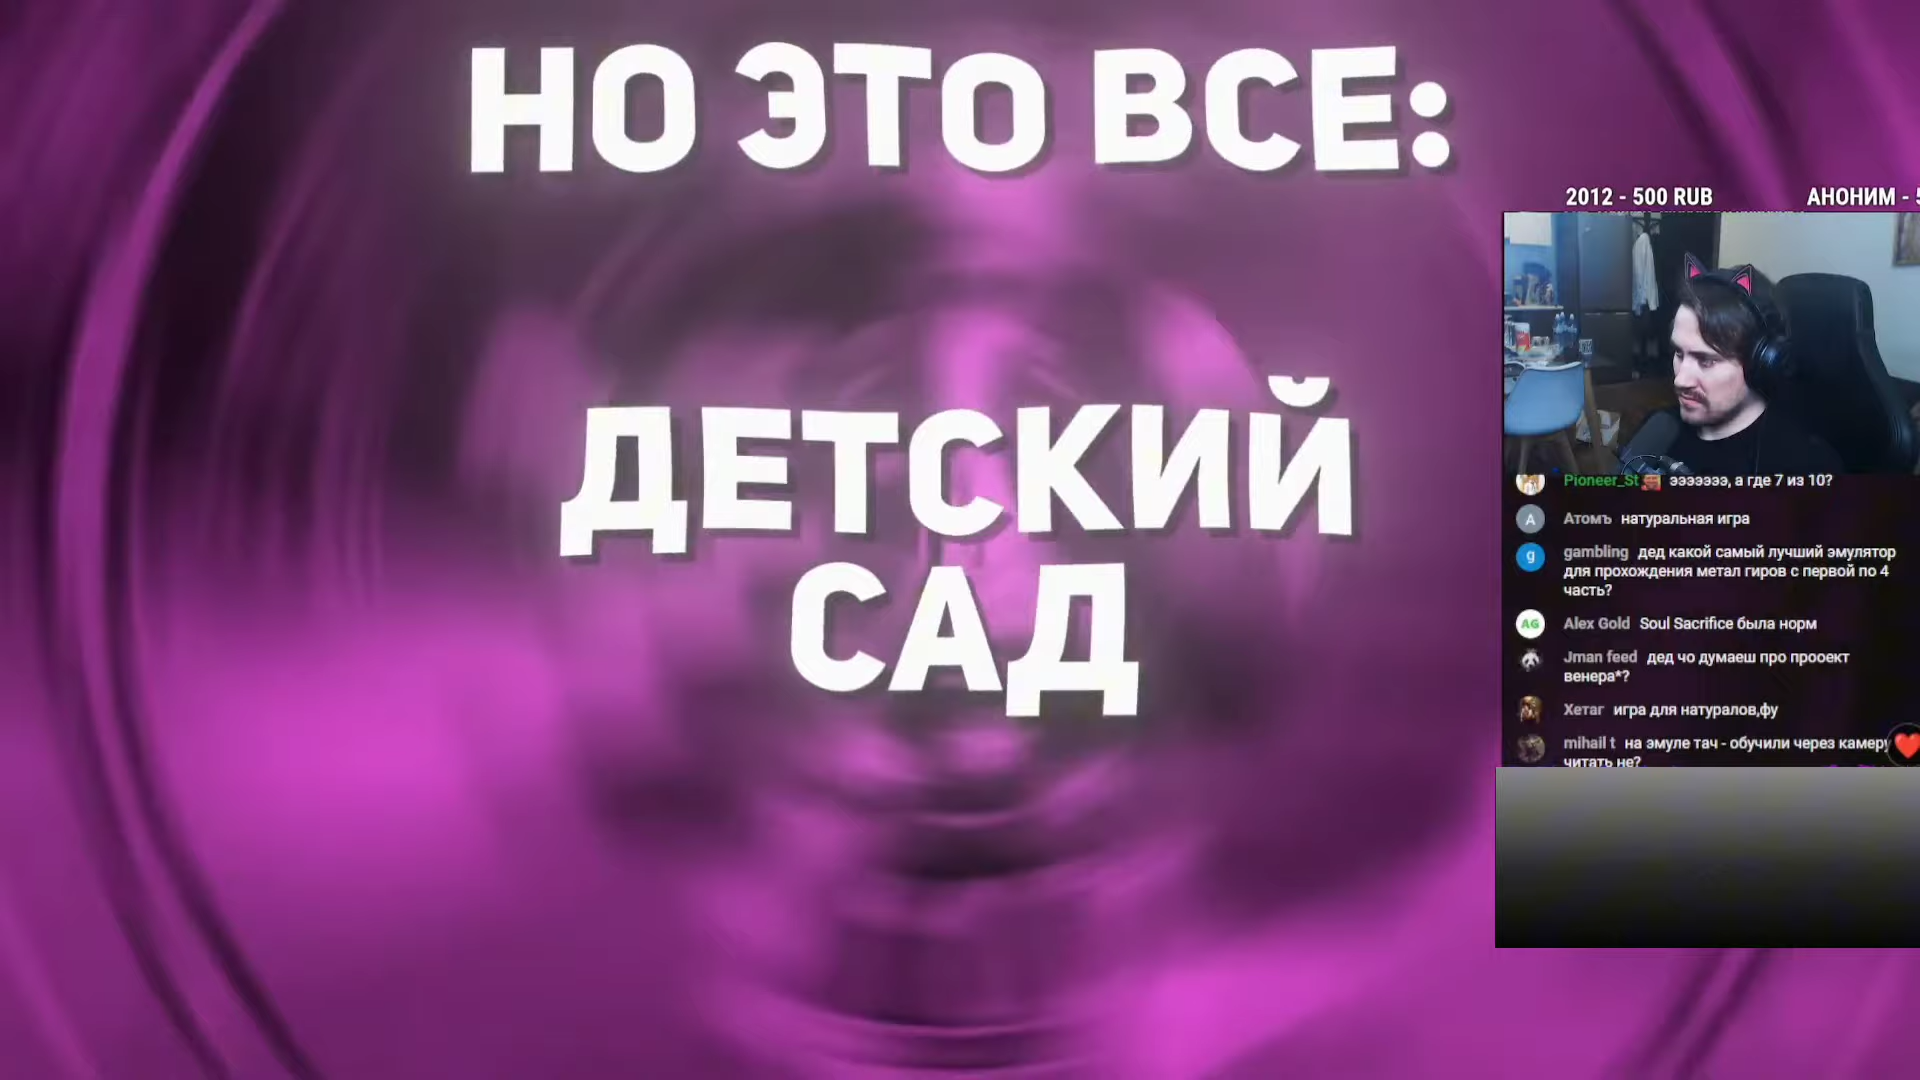 НО ЭТО ВСЕ:
ДЕТСКИЙ
САД
2012 - 500 RUB
АНОНИМ - 5
Pioneer_St эээээээ, а где 7 из 10?
Атомъ натуральная игра
gambling дед какой самый лучший эмулятор
для прохождения метал гиров с первой по 4
часть?
Alex Gold Soul Sacrifice была норм
Jman feed дед чо думаеш про прооект
венера*?
Хетаг игра для натуралов,фу
mihail t на эмуле тач - обучили через камеру
читать не?